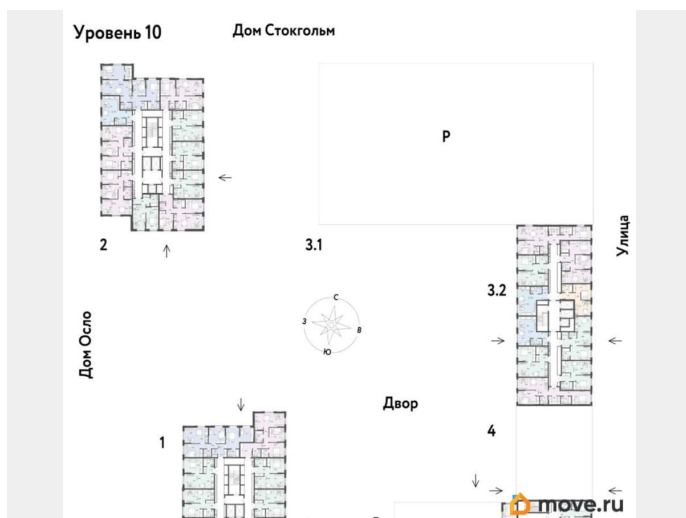 Уровень 10
Дом Стокгольм
P
Улица
2
3.1
3.2
С
З
В
Ю
Дом Осло
Двор
1
4
move.ru